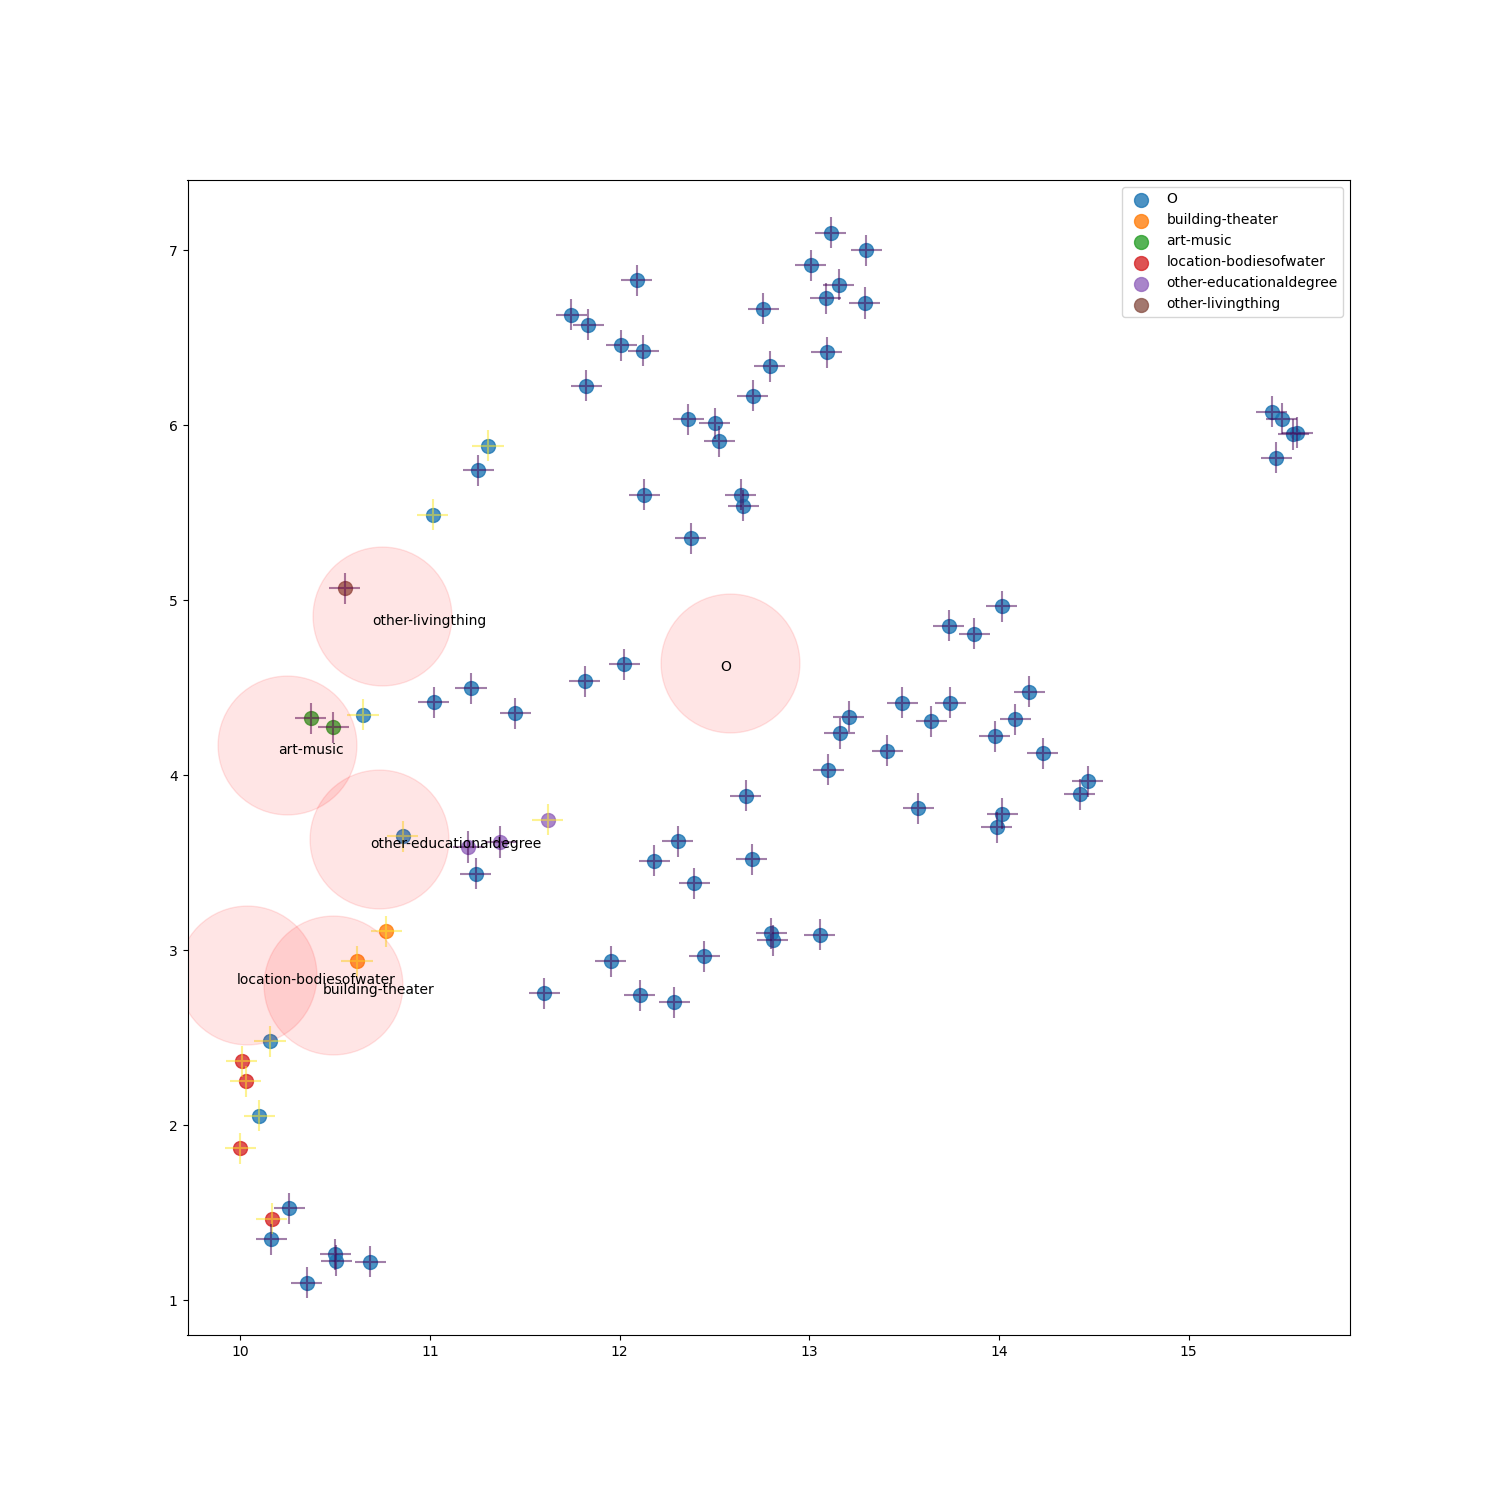 O
building-theater
art-music
location-bodiesofwater
other-educationaldegree
other-livingthing
7
6
5
4
3
2
1
other-livingthing
O
art-music
other-educationaldegree
location-bodiesofwater
building-theater
10
11
12
13
14
15